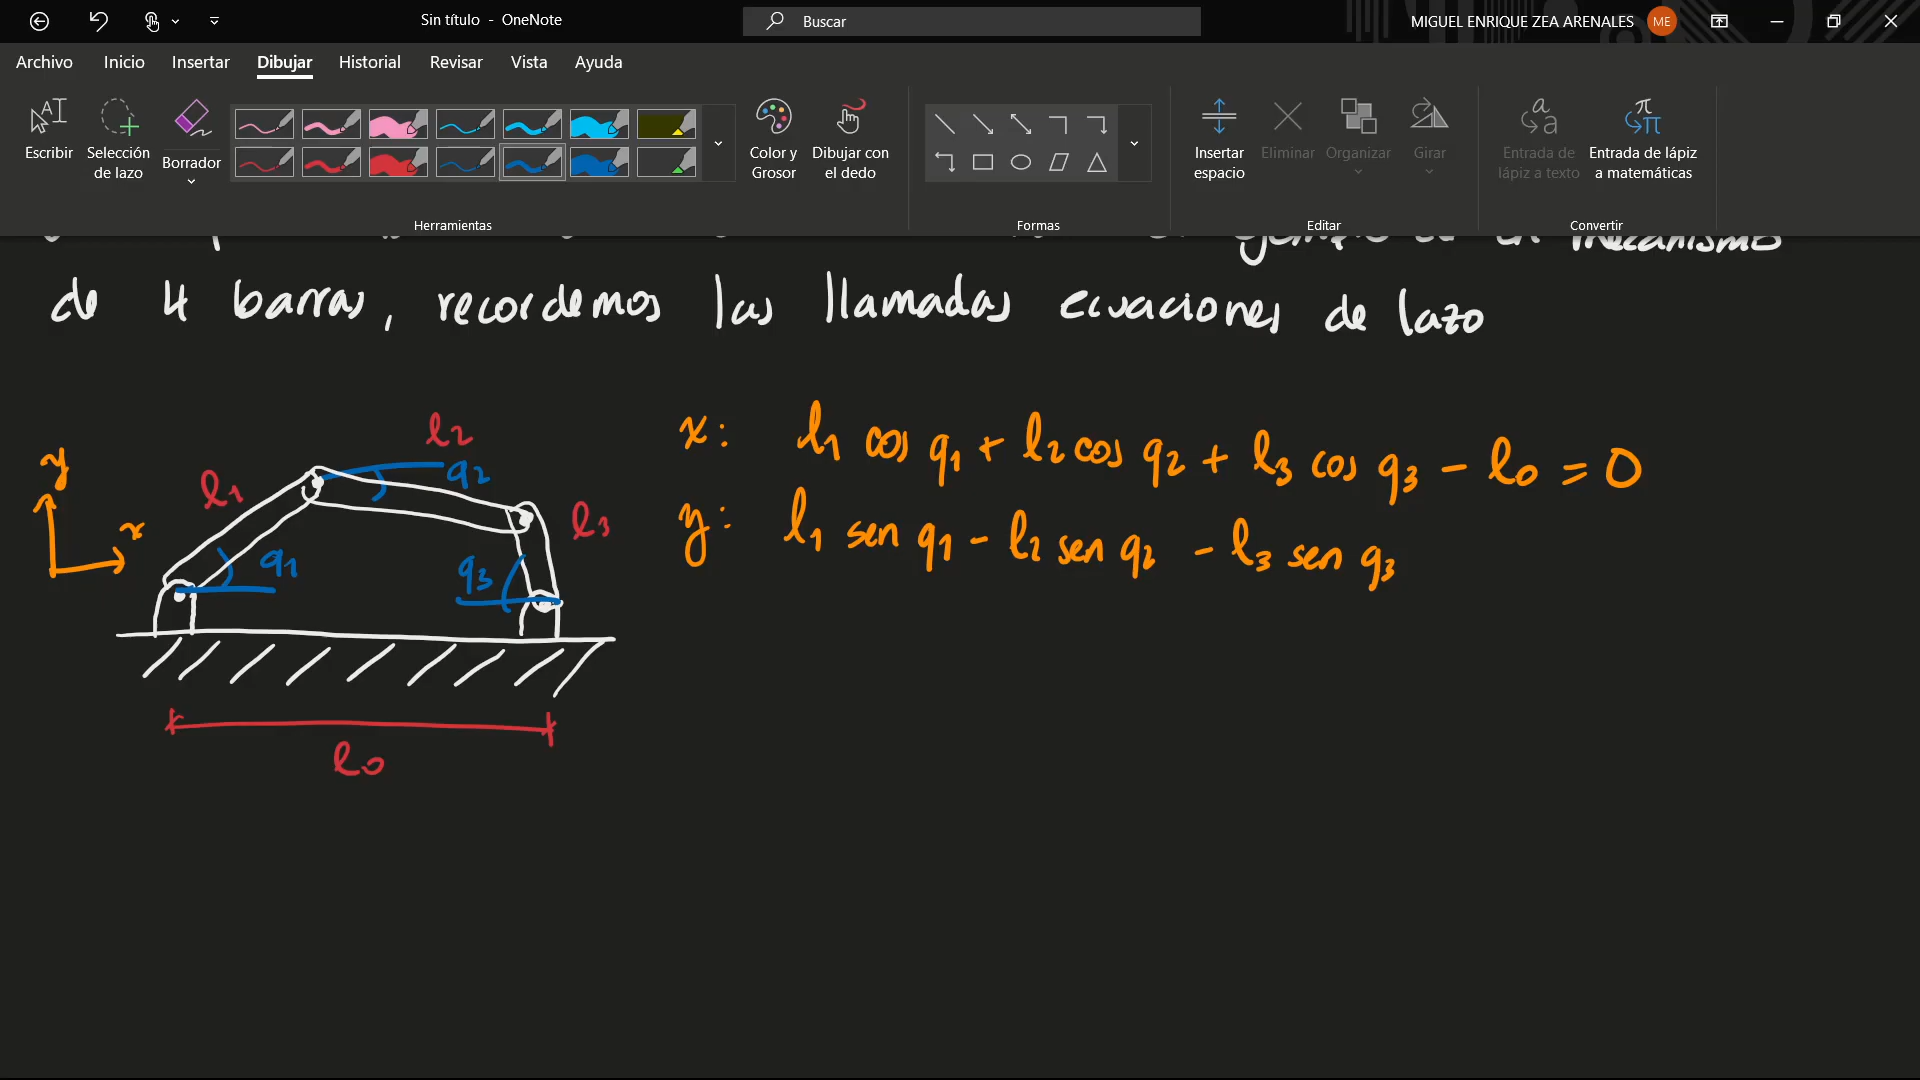 Sin título - OneNote
Buscar
MIGUEL ENRIQUE ZEA ARENALES ME
Archivo Inicio Insertar Dibujar Historial Revisar Vista Ayuda
Escribir
Selección de lazo
Borrador
Color y Grosor
Dibujar con el dedo
Insertar espacio
Eliminar
Organizar
Girar
Entrada de lápiz a texto
Entrada de lápiz a matemáticas
Herramientas Formas Editar Convertir
mecanismo
de 4 barras, recordemos las llamadas ecuaciones de lazo
x: l1 cos q1 + l2 cos q2 + l3 cos q3 - l0 = 0
y: l1 sen q1 - l2 sen q2 - l3 sen q3
y
x
l1
l2
q2
l3
q1
q3
l0